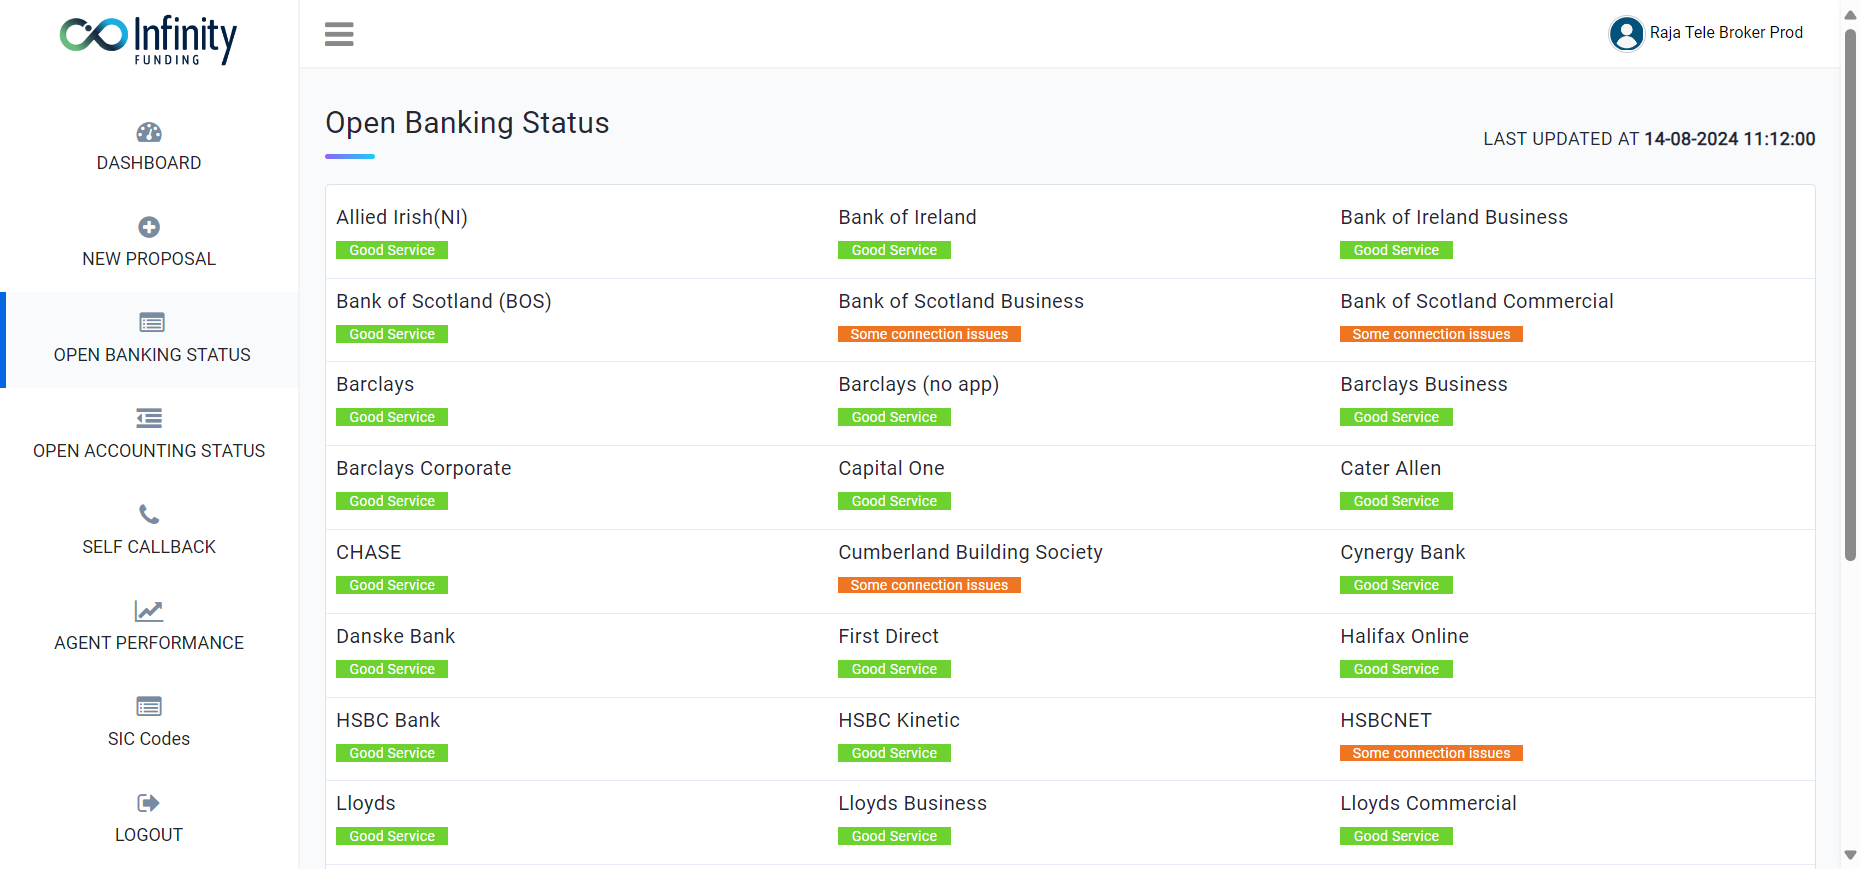 Infinity
FUNDING
Raja Tele Broker Prod
DASHBOARD
NEW PROPOSAL
OPEN BANKING STATUS
OPEN ACCOUNTING STATUS
SELF CALLBACK
AGENT PERFORMANCE
SIC Codes
LOGOUT
Open Banking Status
LAST UPDATED AT 14-08-2024 11:12:00
Allied Irish(NI)
Good Service
Bank of Ireland
Good Service
Bank of Ireland Business
Good Service
Bank of Scotland (BOS)
Good Service
Bank of Scotland Business
Some connection issues
Bank of Scotland Commercial
Some connection issues
Barclays
Good Service
Barclays (no app)
Good Service
Barclays Business
Good Service
Barclays Corporate
Good Service
Capital One
Good Service
Cater Allen
Good Service
CHASE
Good Service
Cumberland Building Society
Some connection issues
Cynergy Bank
Good Service
Danske Bank
Good Service
First Direct
Good Service
Halifax Online
Good Service
HSBC Bank
Good Service
HSBC Kinetic
Good Service
HSBCNET
Some connection issues
Lloyds
Good Service
Lloyds Business
Good Service
Lloyds Commercial
Good Service